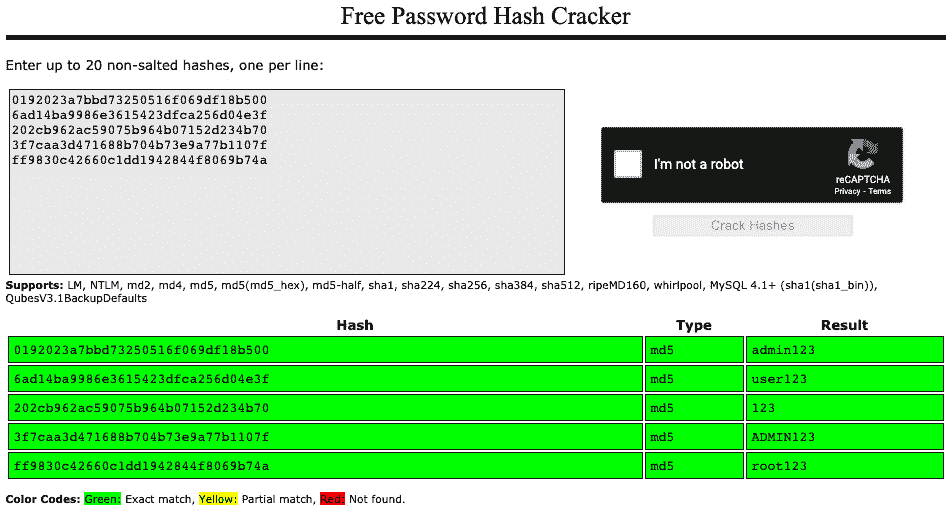 Free Password Hash Cracker
Enter up to 20 non-salted hashes, one per line:
0192023a7bbd73250516f069df18b500
6ad14ba9986e3615423dfca256d04e3f
202cb962ac59075b964b07152d234b70
3f7caa3d471688b704b73e9a77b1107f
ff9830c42660c1dd1942844f8069b74a
I'm not a robot
reCAPTCHA
Privacy - Terms
Crack Hashes
Supports: LM, NTLM, md2, md4, md5, md5(md5_hex), md5-half, sha1, sha224, sha256, sha384, sha512, ripeMD160, whirlpool, MySQL 4.1+ (sha1(sha1_bin)),
QubesV3.1BackupDefaults
Hash Type Result
0192023a7bbd73250516f069df18b500 md5 admin123
6ad14ba9986e3615423dfca256d04e3f md5 user123
202cb962ac59075b964b07152d234b70 md5 123
3f7caa3d471688b704b73e9a77b1107f md5 ADMIN123
ff9830c42660c1dd1942844f8069b74a md5 root123
Color Codes: Green: Exact match, Yellow: Partial match, Red: Not found.